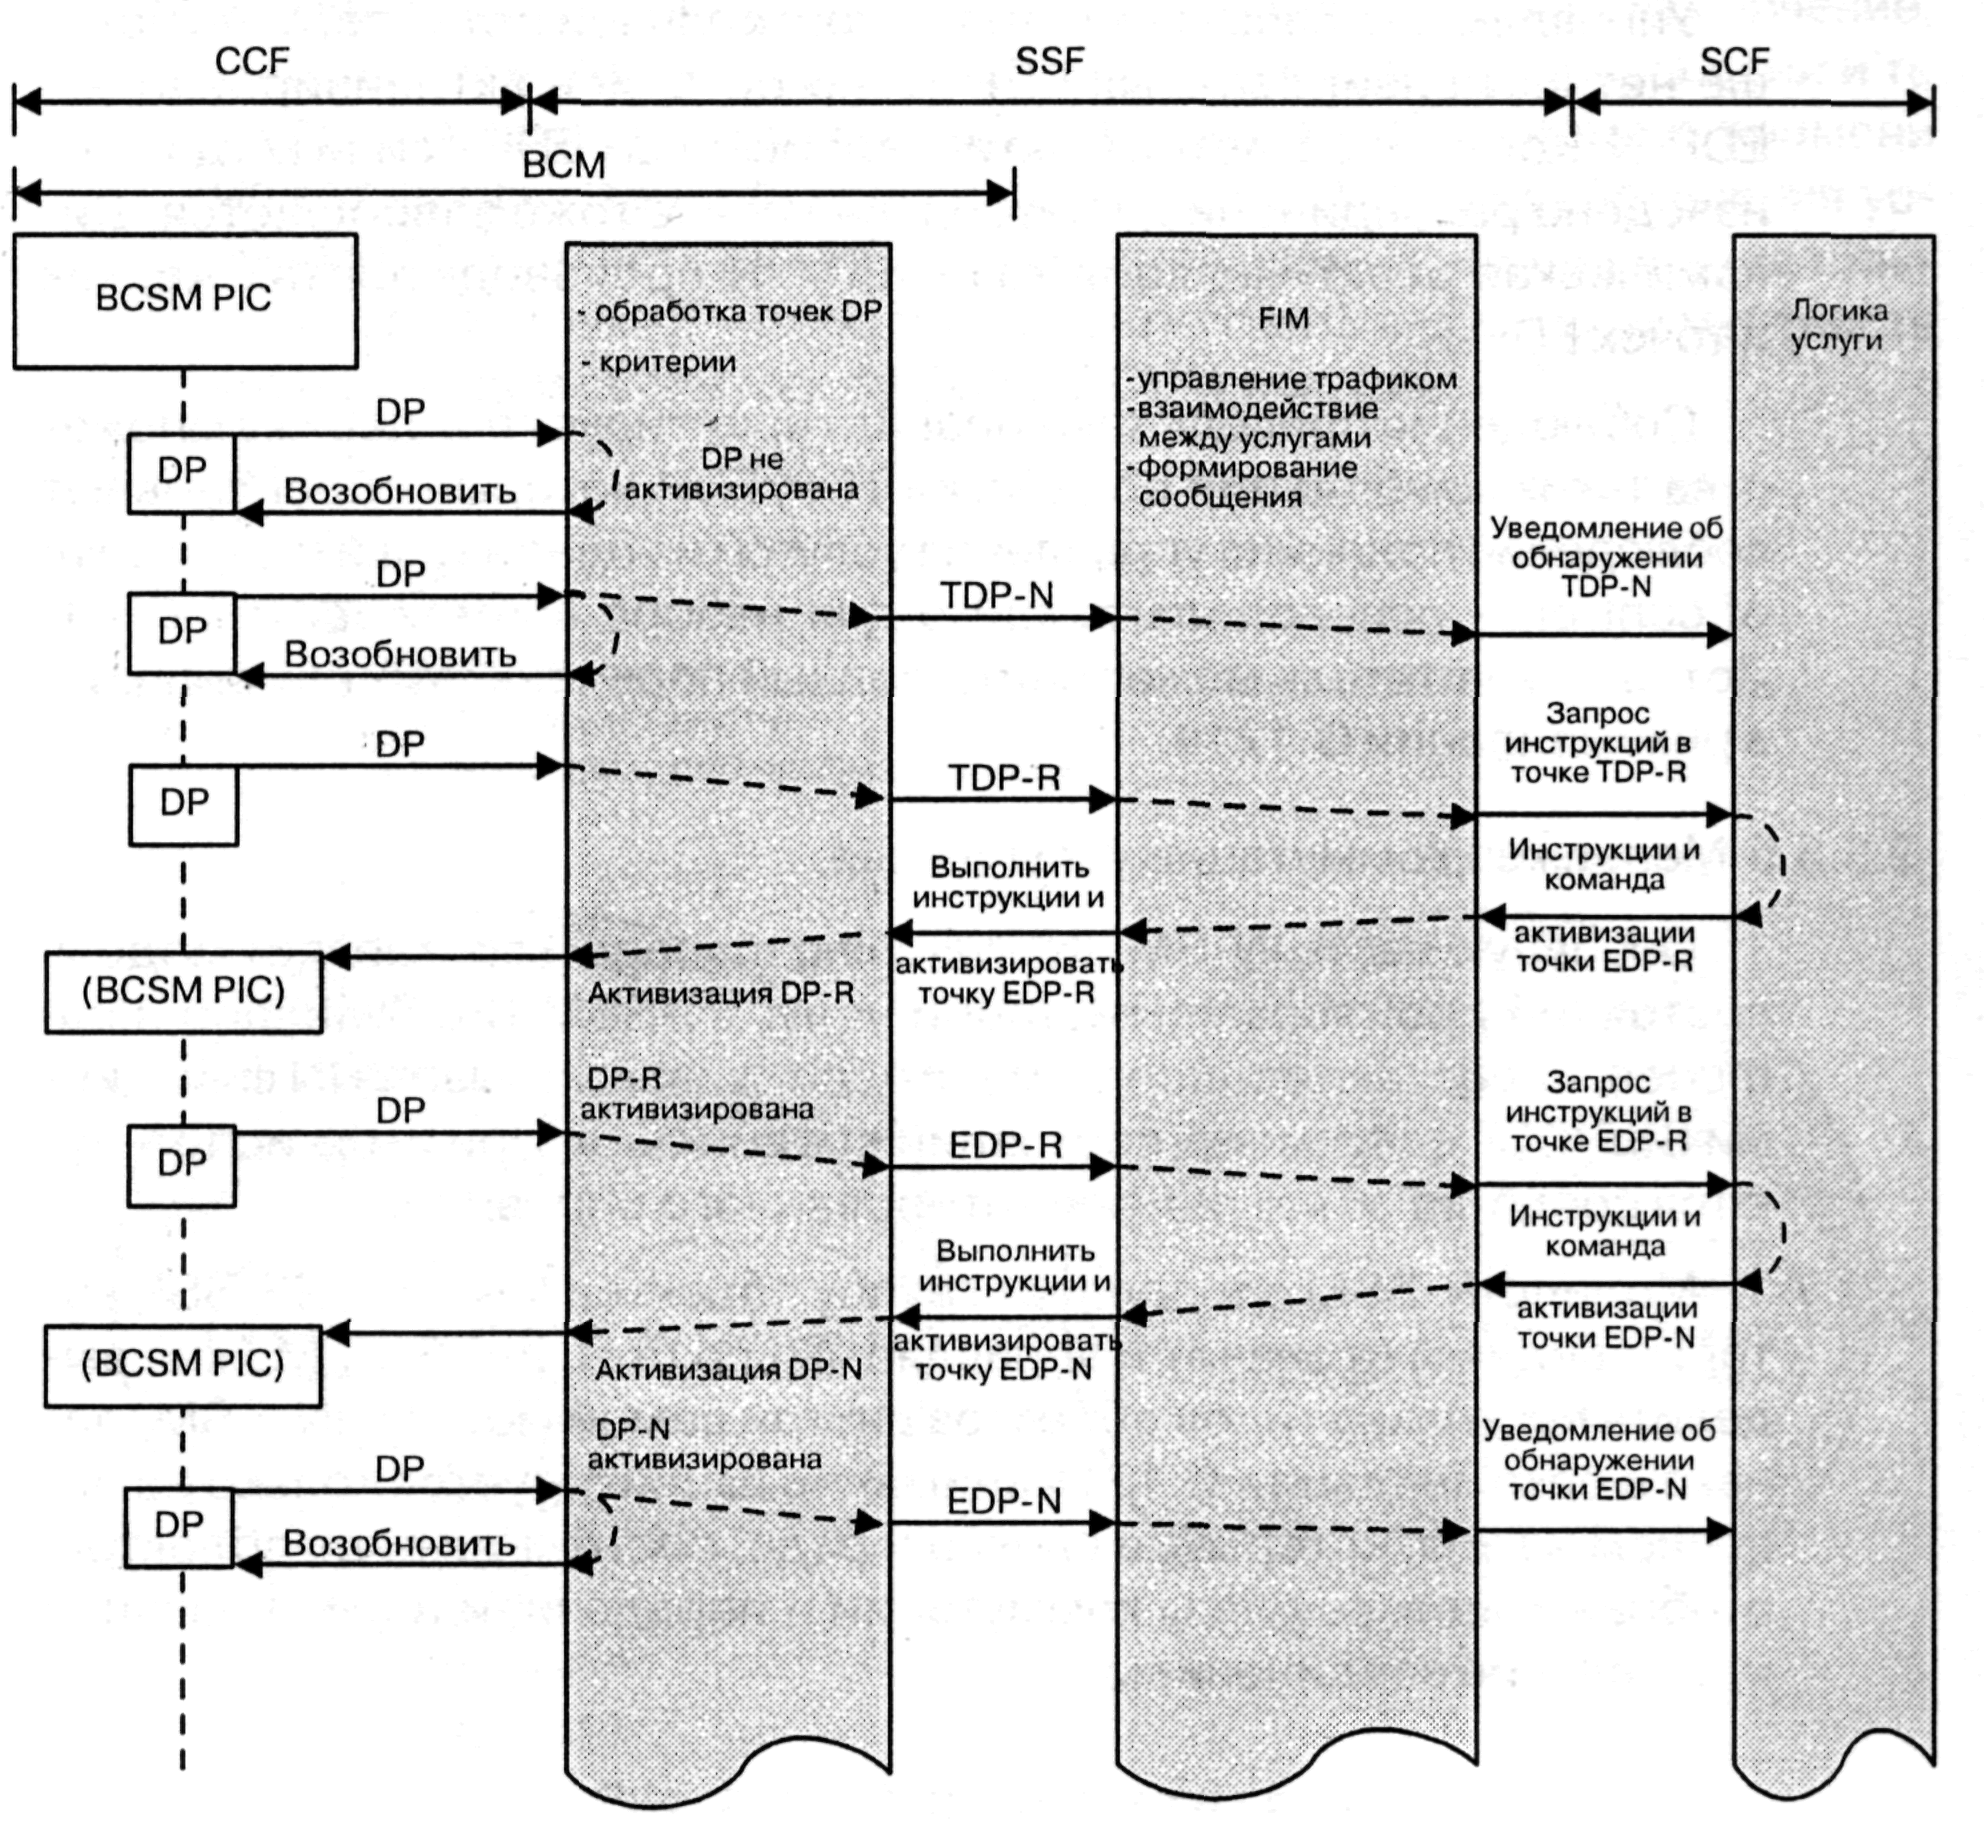 CCF
SSF
SCF
BCM
BCSM PIC
- обработка точек DP
- критерии
FIM
-управление трафиком
-взаимодействие
между услугами
-формирование
сообщения
Логика
услуги
DP
DP
Возобновить
DP не
активизирована
DP
DP
Возобновить
TDP-N
Уведомление об
обнаружении
TDP-N
DP
DP
TDP-R
Запрос
инструкций в
точке TDP-R
Инструкции и
команда
активизации
точки EDP-R
Выполнить
инструкции и
активизировать
точку EDP-R
Активизация DP-R
(BCSM PIC)
DP-R
активизирована
DP
DP
EDP-R
Запрос
инструкций в
точке EDP-R
Инструкции и
команда
активизации
точки EDP-N
Выполнить
инструкции и
активизировать
точку EDP-N
Активизация DP-N
(BCSM PIC)
DP-N
активизирована
DP
DP
Возобновить
EDP-N
Уведомление об
обнаружении
точки EDP-N